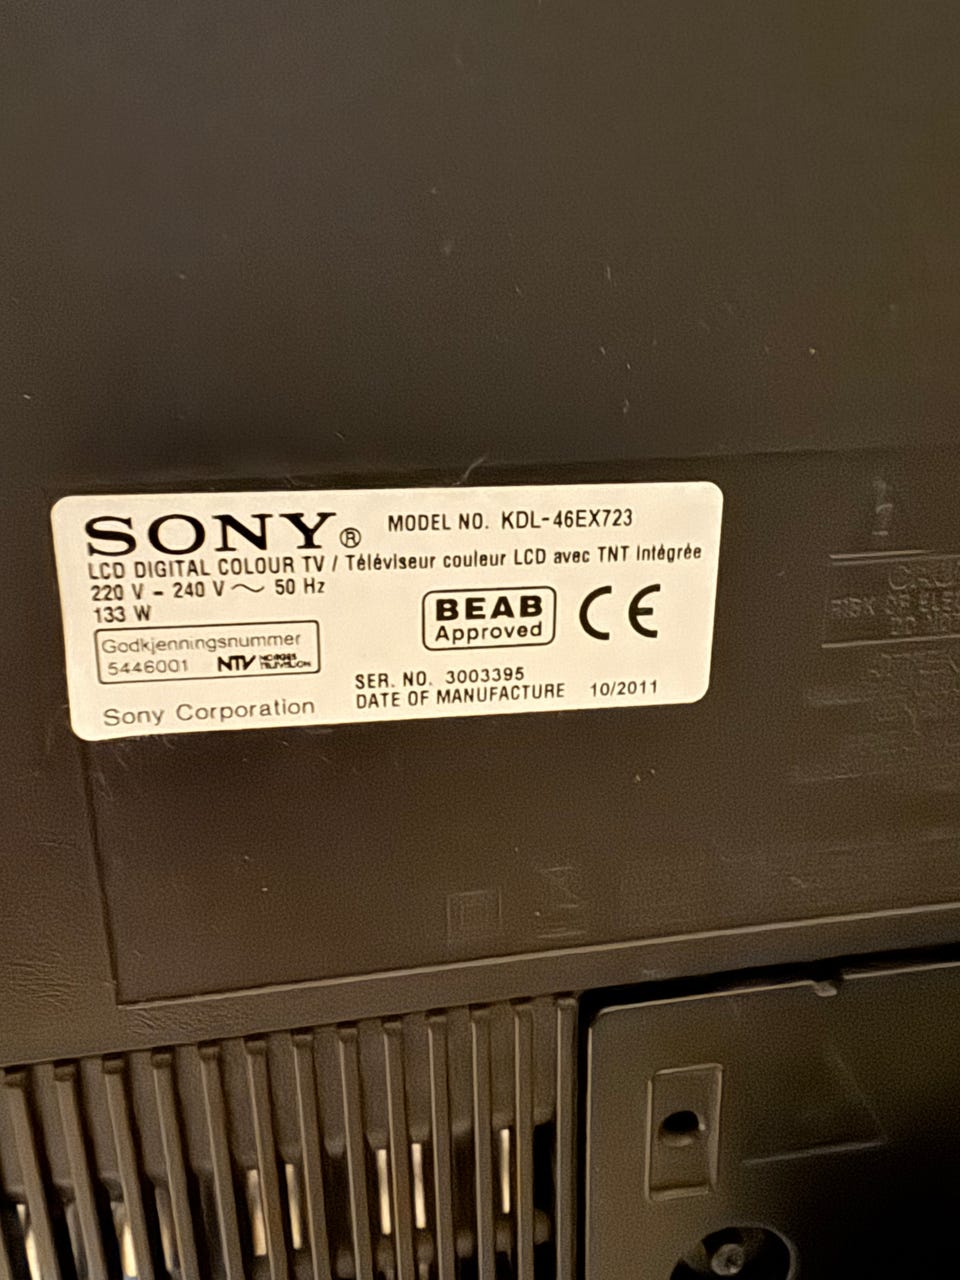 SONY®
MODEL NO. KDL-46EX723
LCD DIGITAL COLOUR TV / Téléviseur couleur LCD avec TNT intégrée
220 V - 240 V ~ 50 Hz
133 W
BEAB
Approved
CE
Godkjenningsnummer
5446001 NTV
SER. NO. 3003395
DATE OF MANUFACTURE 10/2011
Sony Corporation